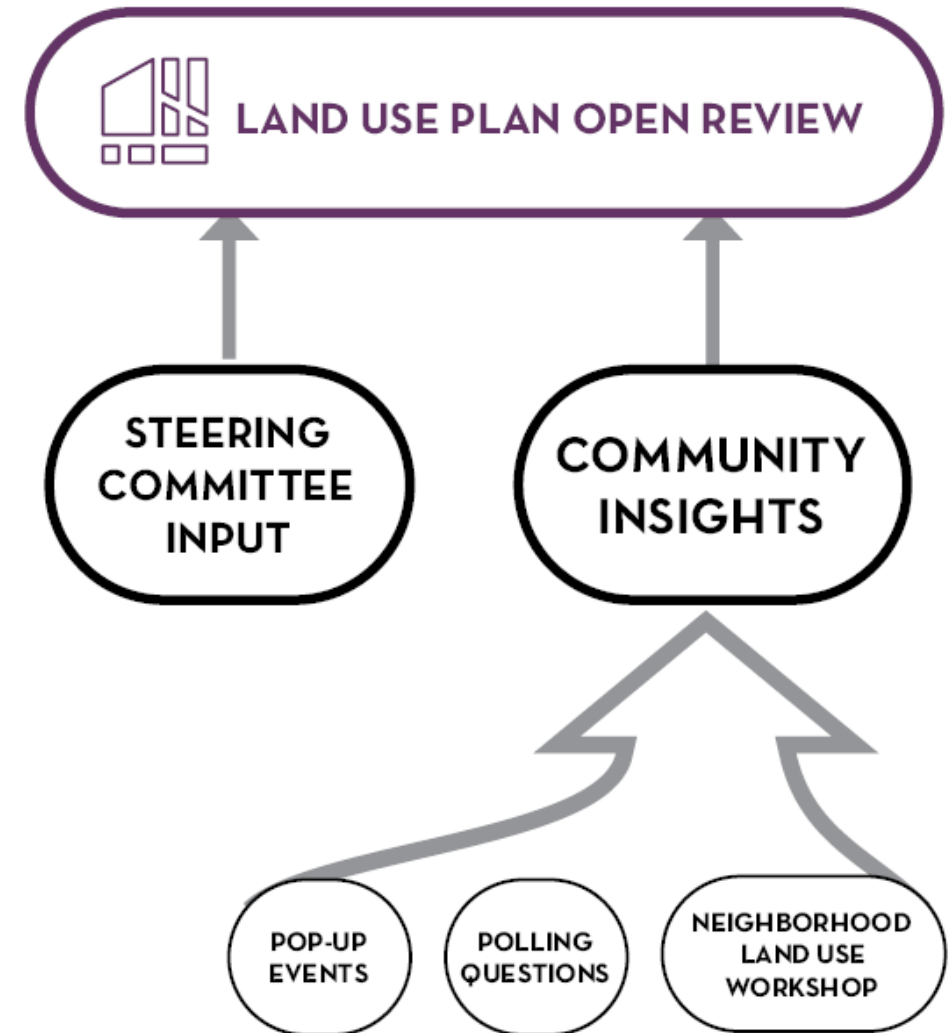 LAND USE PLAN OPEN REVIEW
STEERING
COMMITTEE
INPUT
COMMUNITY
INSIGHTS
POP-UP
EVENTS
POLLING
QUESTIONS
NEIGHBORHOOD
LAND USE
WORKSHOP